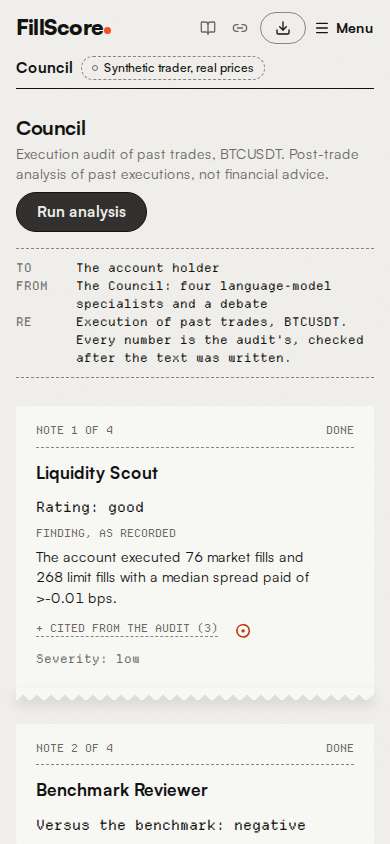 FillScore
Menu
Council
Synthetic trader, real prices
Council
Execution audit of past trades, BTCUSDT. Post-trade
analysis of past executions, not financial advice.
Run analysis
TO The account holder
FROM The Council: four language-model
specialists and a debate
RE Execution of past trades, BTCUSDT.
Every number is the audit's, checked
after the text was written.
NOTE 1 OF 4 DONE
Liquidity Scout
Rating: good
FINDING, AS RECORDED
The account executed 76 market fills and
268 limit fills with a median spread paid of
>-0.01 bps.
+ CITED FROM THE AUDIT (3)
Severity: low
NOTE 2 OF 4 DONE
Benchmark Reviewer
Versus the benchmark: negative